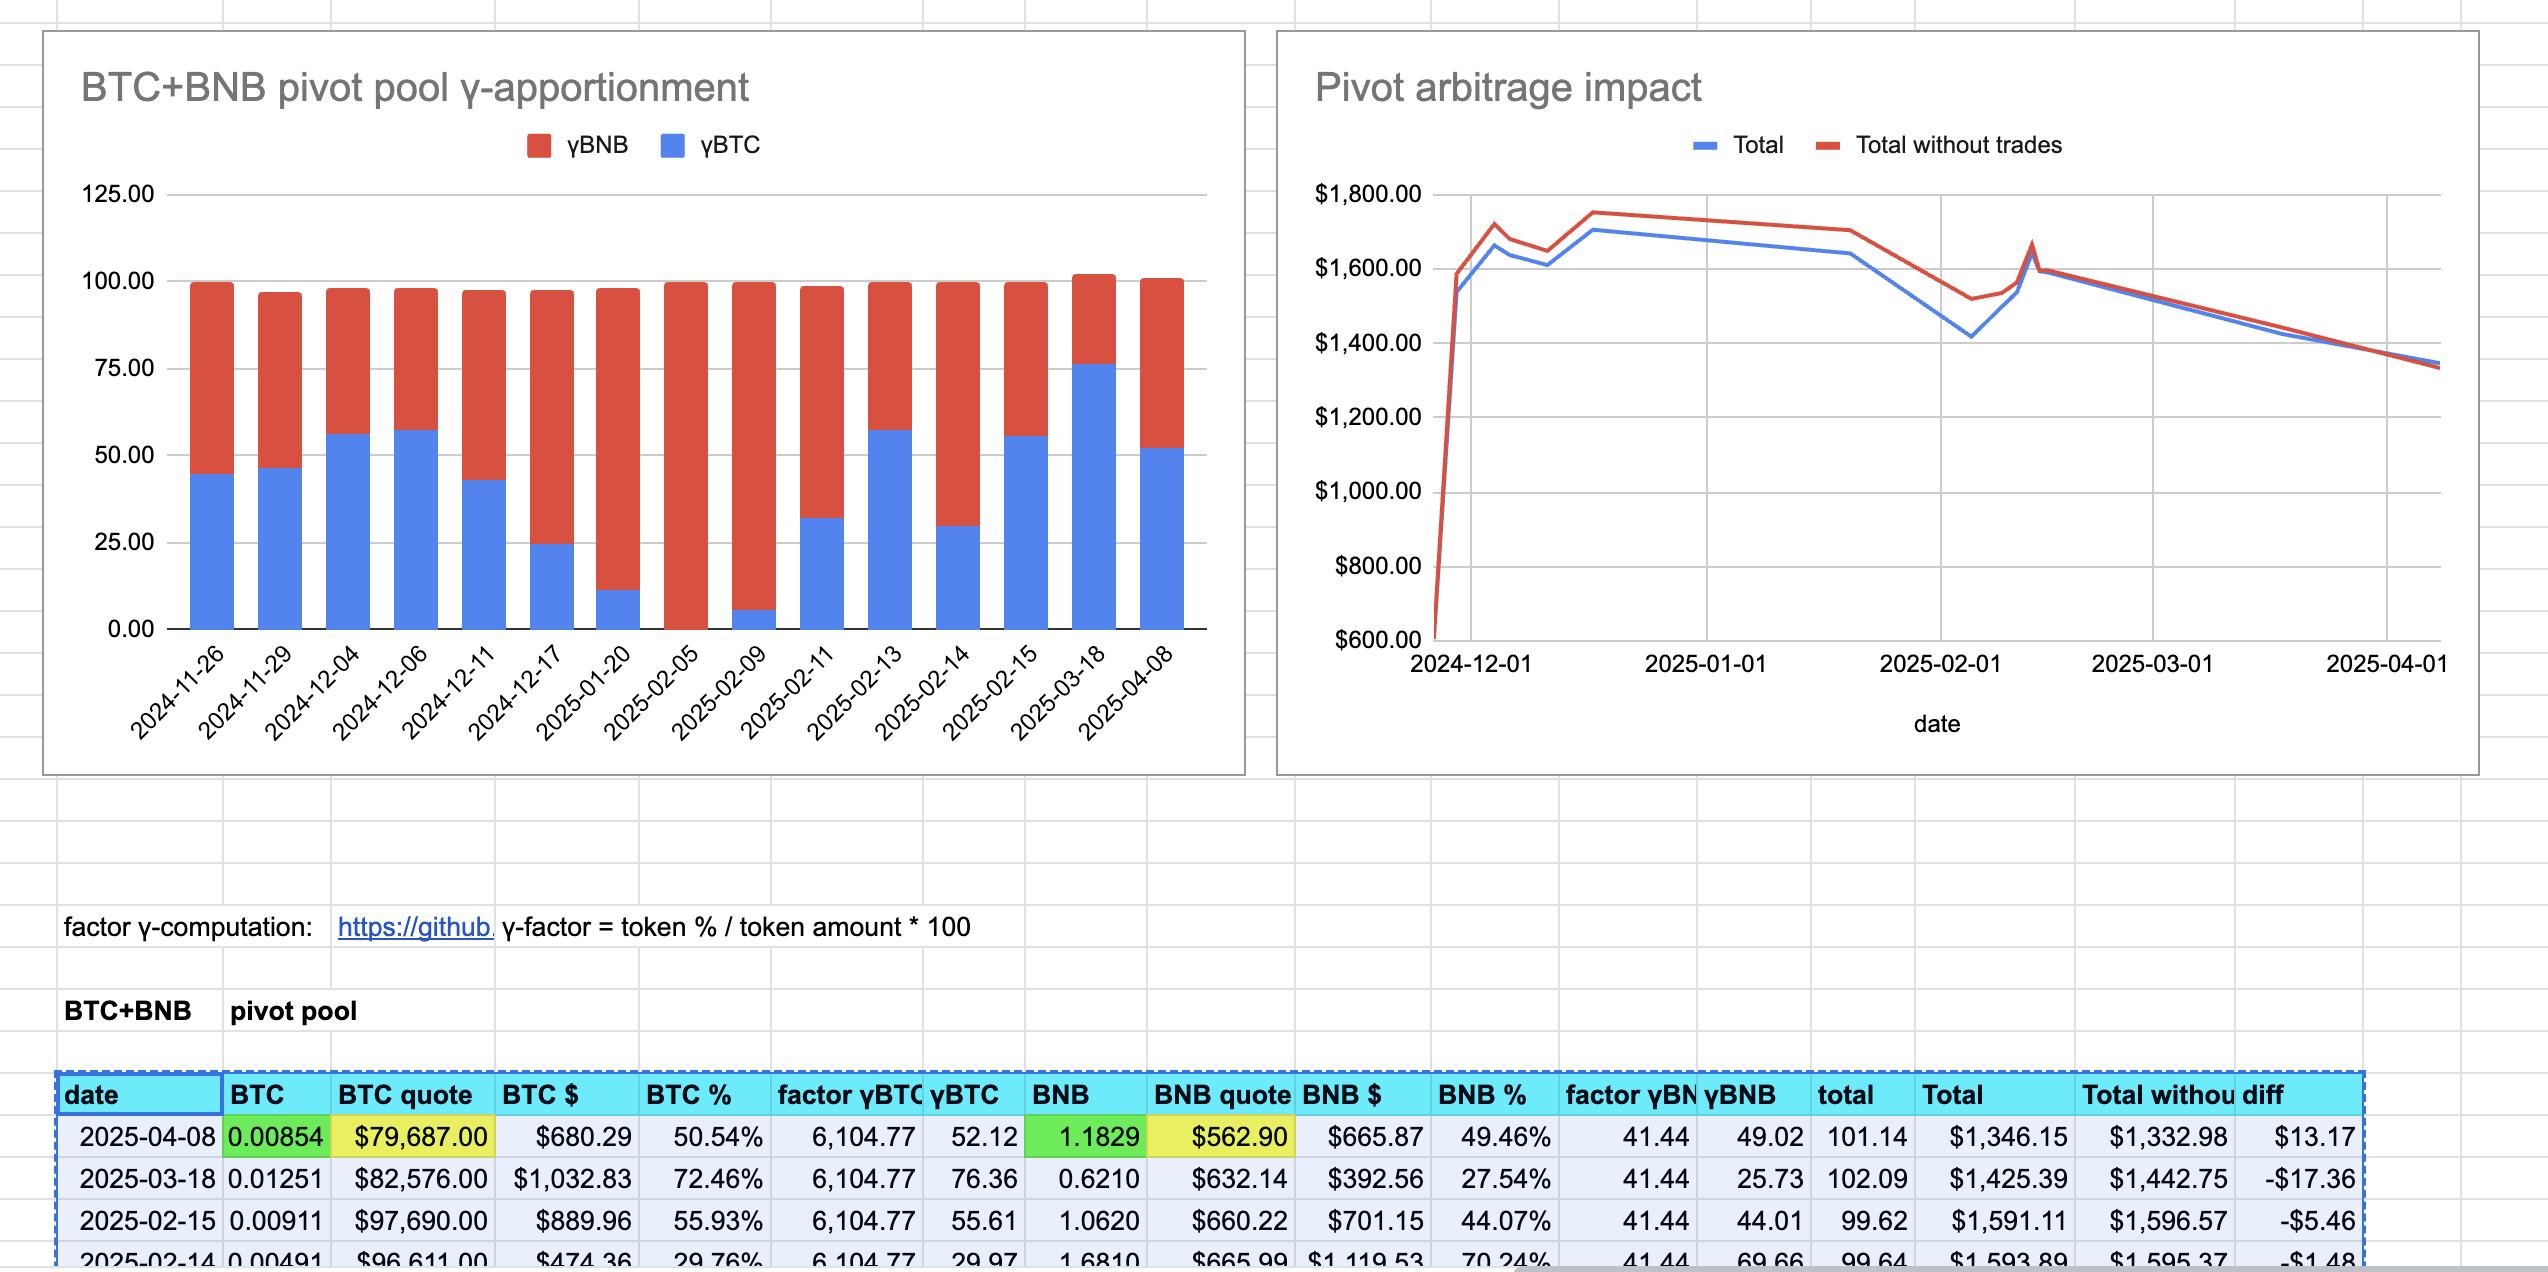 BTC+BNB pivot pool γ-apportionment
γBNB γBTC
125.00
100.00
75.00
50.00
25.00
0.00
2024-11-26 2024-11-29 2024-12-04 2024-12-06 2024-12-11 2024-12-17 2025-01-20 2025-02-05 2025-02-09 2025-02-11 2025-02-13 2025-02-14 2025-02-15 2025-03-18 2025-04-08
Pivot arbitrage impact
Total Total without trades
$1,800.00
$1,600.00
$1,400.00
$1,200.00
$1,000.00
$800.00
$600.00
2024-12-01 2025-01-01 2025-02-01 2025-03-01 2025-04-01
date
factor γ-computation: https://github. γ-factor = token % / token amount * 100
BTC+BNB pivot pool
date BTC BTC quote BTC $ BTC % factor γBTC γBTC BNB BNB quote BNB $ BNB % factor γBN γBNB total Total Total withou diff
2025-04-08 0.00854 $79,687.00 $680.29 50.54% 6,104.77 52.12 1.1829 $562.90 $665.87 49.46% 41.44 49.02 101.14 $1,346.15 $1,332.98 $13.17
2025-03-18 0.01251 $82,576.00 $1,032.83 72.46% 6,104.77 76.36 0.6210 $632.14 $392.56 27.54% 41.44 25.73 102.09 $1,425.39 $1,442.75 -$17.36
2025-02-15 0.00911 $97,690.00 $889.96 55.93% 6,104.77 55.61 1.0620 $660.22 $701.15 44.07% 41.44 44.01 99.62 $1,591.11 $1,596.57 -$5.46
2025-02-14 0.00491 $96,611.00 $474.36 29.76% 6,104.77 29.97 1.6810 $665.99 $1,119.53 70.24% 41.44 69.66 99.64 $1,593.89 $1,595.37 -$1.48